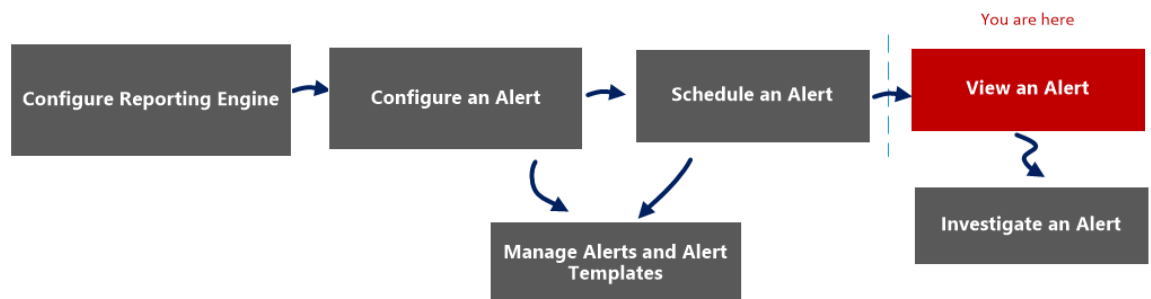 You are here
Configure Reporting Engine
Configure an Alert
Schedule an Alert
View an Alert
Manage Alerts and Alert
Templates
Investigate an Alert